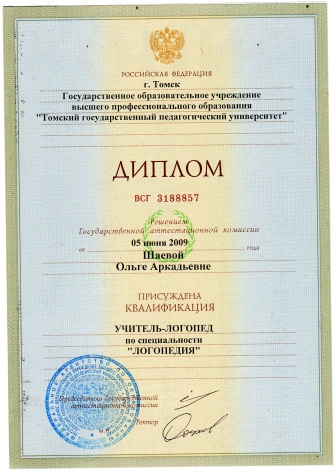 РОССИЙСКАЯ ФЕДЕРАЦИЯ
г. Томск
Государственное образовательное учреждение
высшего профессионального образования
"Томский государственный педагогический университет"
ДИПЛОМ
ВСГ 3188857
Решением
Государственной аттестационной комиссии
от 05 июня 2009 года
Шаевой
Ольге Аркадьевне
ПРИСУЖДЕНА
КВАЛИФИКАЦИЯ
УЧИТЕЛЬ-ЛОГОПЕД
по специальности
"ЛОГОПЕДИЯ"
Председатель Государственной
аттестационной комиссии
Ректор
М.П.